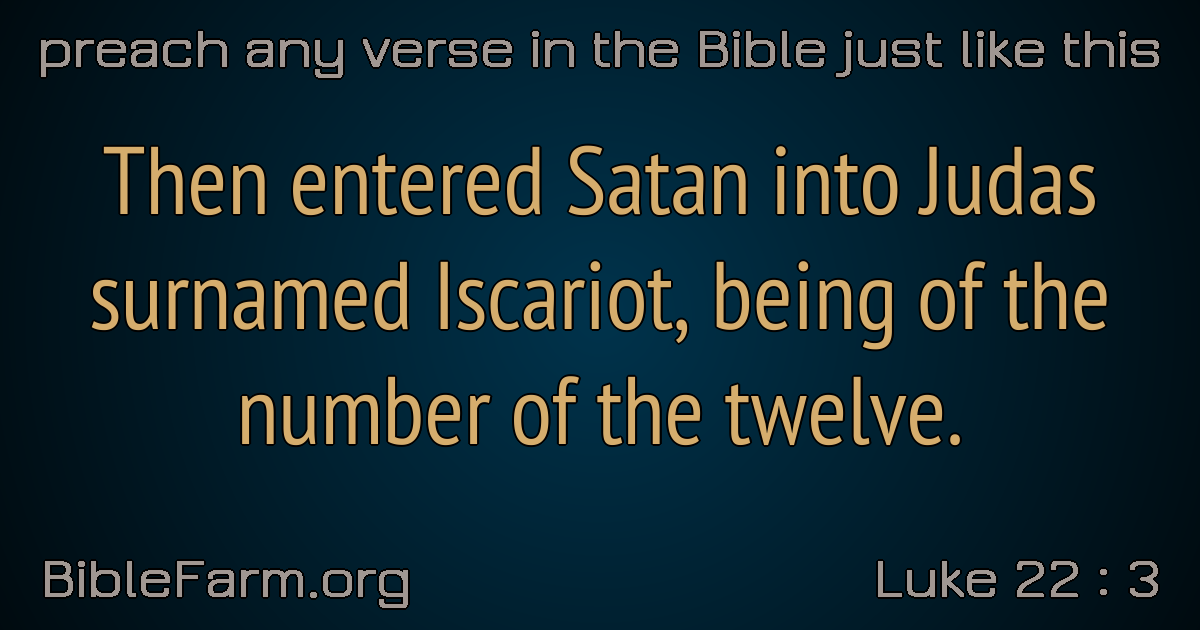 preach any verse in the Bible just like this
Then entered Satan into Judas
surnamed Iscariot, being of the
number of the twelve.
BibleFarm.org
Luke 22 : 3